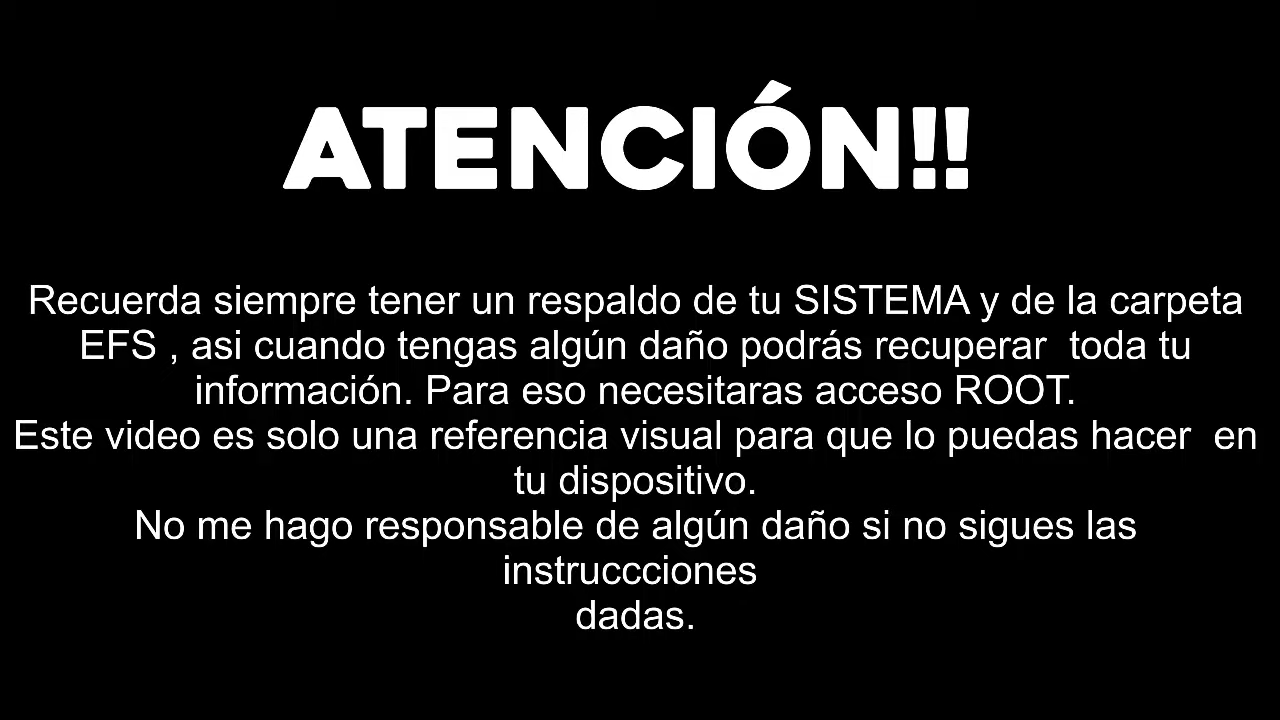 ATENCIÓN!!
Recuerda siempre tener un respaldo de tu SISTEMA y de la carpeta
EFS , asi cuando tengas algún daño podrás recuperar  toda tu
información. Para eso necesitaras acceso ROOT.
Este video es solo una referencia visual para que lo puedas hacer  en
tu dispositivo.
No me hago responsable de algún daño si no sigues las
instruccciones
dadas.